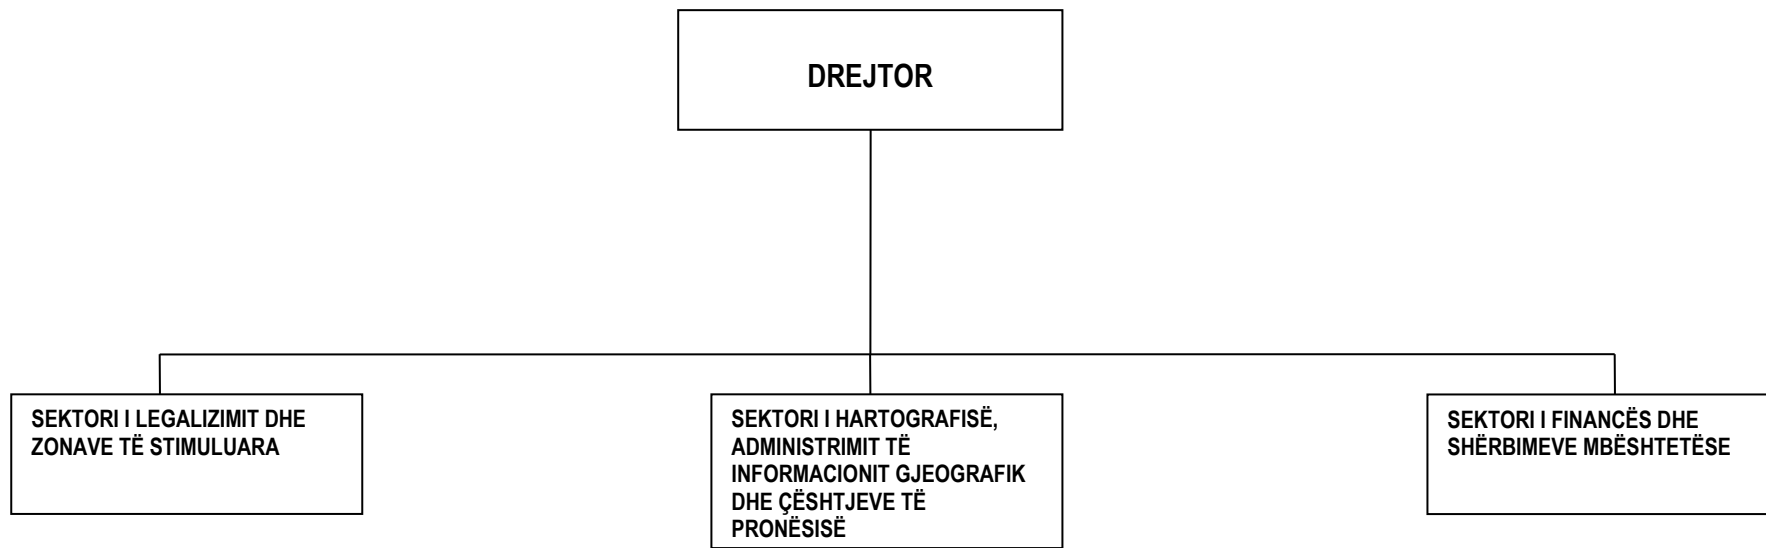 DREJTOR
SEKTORI I LEGALIZIMIT DHE
ZONAVE TË STIMULUARA
SEKTORI I HARTOGRAFISË,
ADMINISTRIMIT TË
INFORMACIONIT GJEOGRAFIK
DHE ÇËSHTJEVE TË
PRONËSISË
SEKTORI I FINANCËS DHE
SHËRBIMEVE MBËSHTETËSE